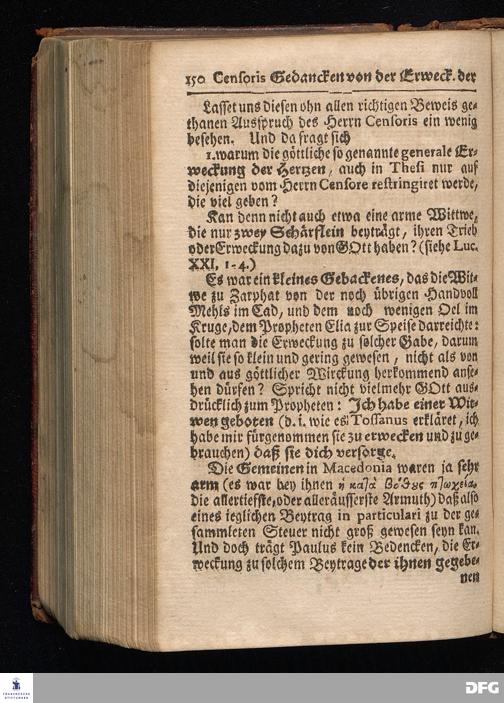 150 Censoris Gedancken von der Erweck. der
Lasset uns diesen ohn allen richtigen Beweis ge-
thanen Ausspruch des Herrn Censoris ein wenig
besehen. Und da fragt sich
1. warum die göttliche so genannte generale Er-
weckung der Hertzen, auch in Thesi nur auf
diejenigen vom Herrn Censore restringiret werde,
die viel geben?
Kan denn nicht auch etwa eine arme Wittwe,
die nur zwey Schärflein beyträgt, ihren Trieb
oder Erweckung dazu von GOtt haben? (siehe Luc.
XXI, 1-4.)
Es war ein kleines Gebackenes, das die Wit-
we zu Zarphat von der noch übrigen Handvoll
Mehls im Cad, und dem noch wenigen Oel im
Kruge, dem Propheten Elia zur Speise darreichte:
solte man die Erweckung zu solcher Gabe, darum
weil sie so klein und gering gewesen, nicht als von
und aus göttlicher Wirckung herkommend anse-
hen dürfen? Spricht nicht vielmehr GOtt aus-
drücklich zum Propheten: Ich habe einer Wit-
wen geboten (d. i. wie es Tossanus erkläret, ich
habe mir fürgenommen sie zu erwecken und zu ge-
brauchen) daß sie dich versorge.
Die Gemeinen in Macedonia waren ja sehr
arm (es war bey ihnen ἡ κατὰ βάθους πτωχεία,
die allertiefste, oder alleräusserste Armuth) daß also
eines ieglichen Beytrag in particulari zu der ge-
sammleten Steuer nicht groß gewesen seyn kan.
Und doch trägt Paulus kein Bedencken, die Er-
weckung zu solchem Beytrage der ihnen gegebe-
nen
FRANCKESCHE
STIFTUNGEN
DFG